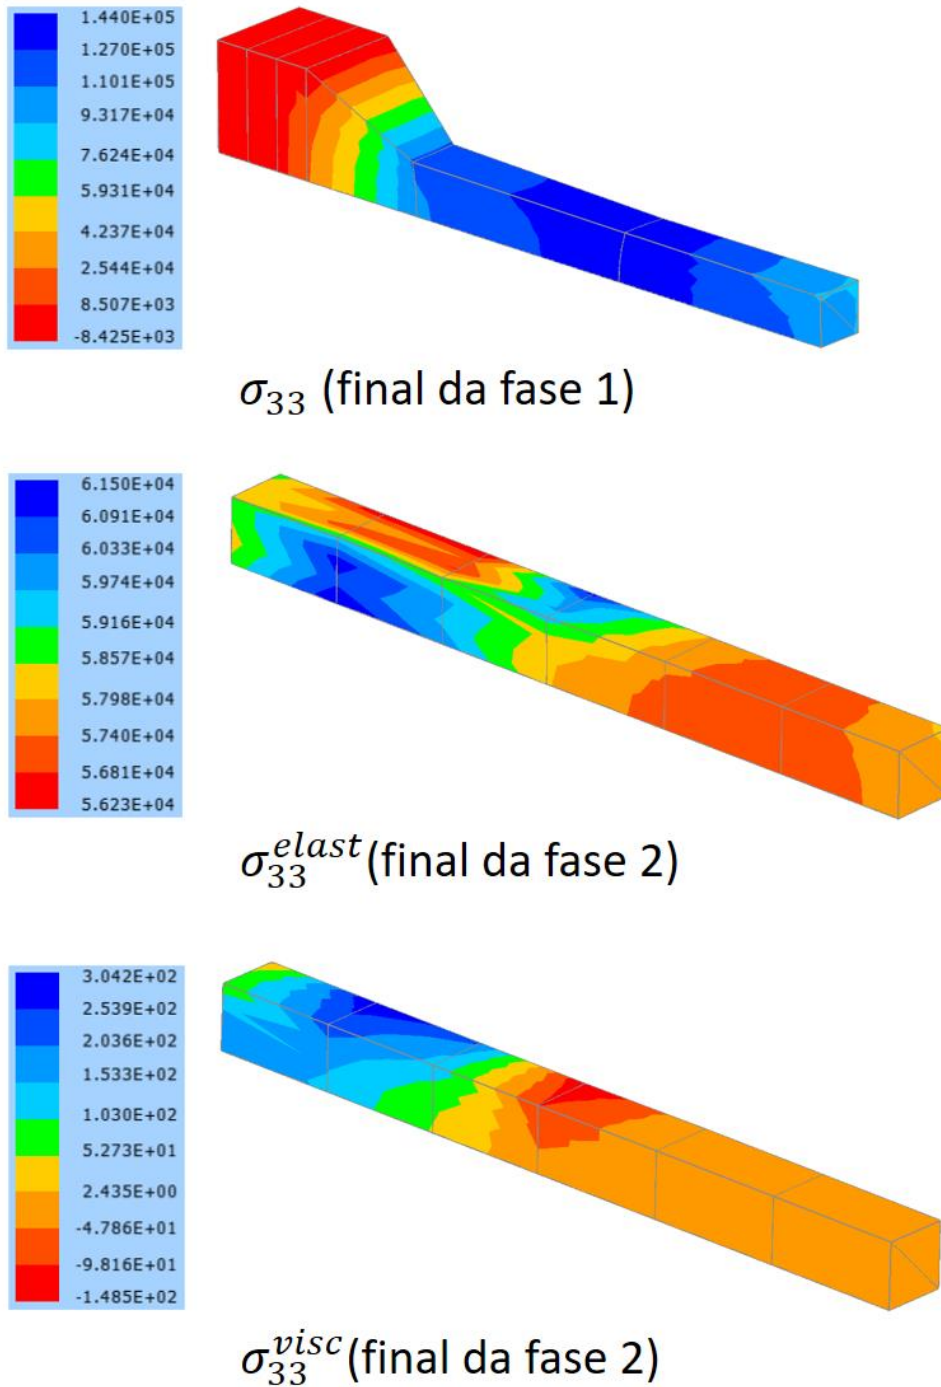 1.440E+05
1.270E+05
1.101E+05
9.317E+04
7.624E+04
5.931E+04
4.237E+04
2.544E+04
8.507E+03
-8.425E+03
σ₃₃ (final da fase 1)
6.150E+04
6.091E+04
6.033E+04
5.974E+04
5.916E+04
5.857E+04
5.798E+04
5.740E+04
5.681E+04
5.623E+04
σ₃₃^elast (final da fase 2)
3.042E+02
2.539E+02
2.036E+02
1.533E+02
1.030E+02
5.273E+01
2.435E+00
-4.786E+01
-9.816E+01
-1.485E+02
σ₃₃^visc (final da fase 2)